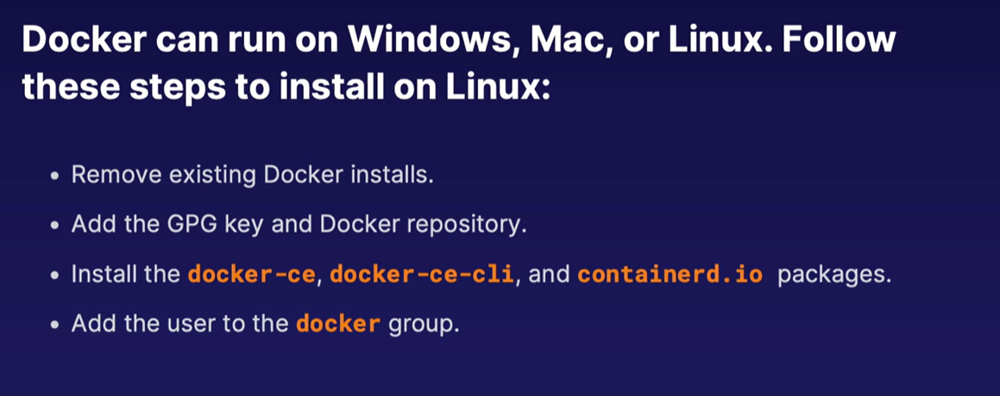 Docker can run on Windows, Mac, or Linux. Follow
these steps to install on Linux:
• Remove existing Docker installs.
• Add the GPG key and Docker repository.
• Install the docker-ce, docker-ce-cli, and containerd.io packages.
• Add the user to the docker group.